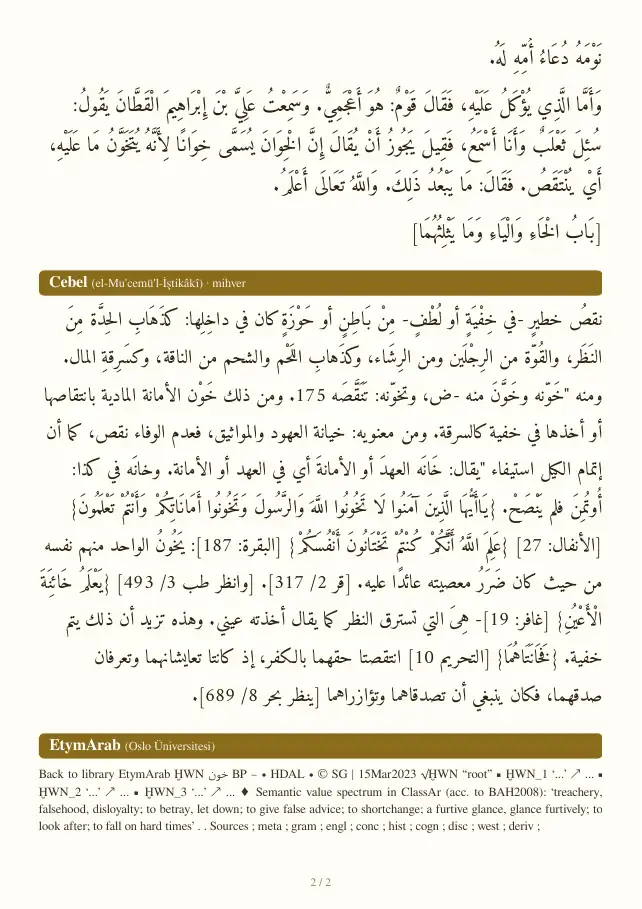 نَوْمَهُ دُعَاءُ أُمِّهِ لَهُ.
وَأَمَّا الَّذِي يُؤْكَلُ عَلَيْهِ، فَقَالَ قَوْمٌ: هُوَ أَعْجَمِيٌّ. وَسَمِعْتُ عَلِيَّ بْنَ إِبْرَاهِيمَ الْقَطَّانَ يَقُولُ:
سُئِلَ ثَعْلَبٌ وَأَنَا أَسْمَعُ، فَقِيلَ يَجُوزُ أَنْ يُقَالَ إِنَّ الْخِوَانَ يُسَمَّى خِوَانًا لِأَنَّهُ يُتَخَوَّنُ مَا عَلَيْهِ،
أَيْ يُنْتَقَصُ. فَقَالَ: مَا يَبْعُدُ ذَلِكَ. وَاللَّهُ تَعَالَى أَعْلَمُ.
[بَابُ الْخَاءِ وَالْيَاءِ وَمَا يَثْلِثُهُمَا]
Cebel (el-Mu'cemü'l-İştikâkî) · mihver
نقصُ خطيرٍ -في خِفْيَةٍ أو لُطْفٍ- مِنْ بَاطِنٍ أو حَوْزَةٍ كان في داخِلِها: كذَهَابِ الحِدَّة مِنَ
النَظَر، والقُوّة من الرِجْلَين ومن الرِشَاء، وكذَهابِ اللَحْم والشحم من الناقة، وكسَرِقةِ المال.
ومنه "خَوّنه وخَوَّنَ منه -ض، وتخوّنه: تَنَقَّصَه 175. ومن ذلك خَوْن الأمانة المادية بانتقاصها
أو أخذها في خفية كالسرقة. ومن معنويه: خيانة العهود والمواثيق، فعدم الوفاء نقص، كما أن
إتمام الكيل استيفاء "يقال: خَانَه العهدَ أو الأمانةَ أي في العهد أو الأمانة. وخانَه في كذا:
أُوتُمِنَ فلم يَنْصَحْ. {يَاأَيُّهَا الَّذِينَ آمَنُوا لَا تَخُونُوا اللَّهَ وَالرَّسُولَ وَتَخُونُوا أَمَانَاتِكُمْ وَأَنْتُمْ تَعْلَمُونَ}
[الأنفال: 27] {عَلِمَ اللَّهُ أَنَّكُمْ كُنْتُمْ تَخْتَانُونَ أَنْفُسَكُمْ} [البقرة: 187]: يَخُونُ الواحد منهم نفسه
من حيث كان ضَرَرُ معصيته عائدًا عليه. [قر 2/ 317]. [وانظر طب 3/ 493] {يَعْلَمُ خَائِنَةَ
الْأَعْيُنِ} [غافر: 19]- هِىَ التي تسترق النظر كما يقال أخذته عيني. وهذه تزيد أن ذلك يتم
خفية. {فَخَانَتَاهُمَا} [التحريم 10] انتقصتا حقهما بالكفر، إذ كانتا تعايشانهما وتعرفان
صدقهما، فكان ينبغي أن تصدقاهما وتؤازراهما [ينظر بحر 8/ 689].
EtymArab (Oslo Üniversitesi)
Back to library EtymArab ḪWN خون BP – • HDAL • © SG | 15Mar2023 √ḪWN “root” ▪ ḪWN_1 ‘...’ ↗ ... ▪
ḪWN_2 ‘...’ ↗ ... ▪ ḪWN_3 ‘...’ ↗ ... ♦ Semantic value spectrum in ClassAr (acc. to BAH2008): ‘treachery,
falsehood, disloyalty; to betray, let down; to give false advice; to shortchange; a furtive glance, glance furtively; to
look after; to fall on hard times’ . . Sources ; meta ; gram ; engl ; conc ; hist ; cogn ; disc ; west ; deriv ;
2 / 2